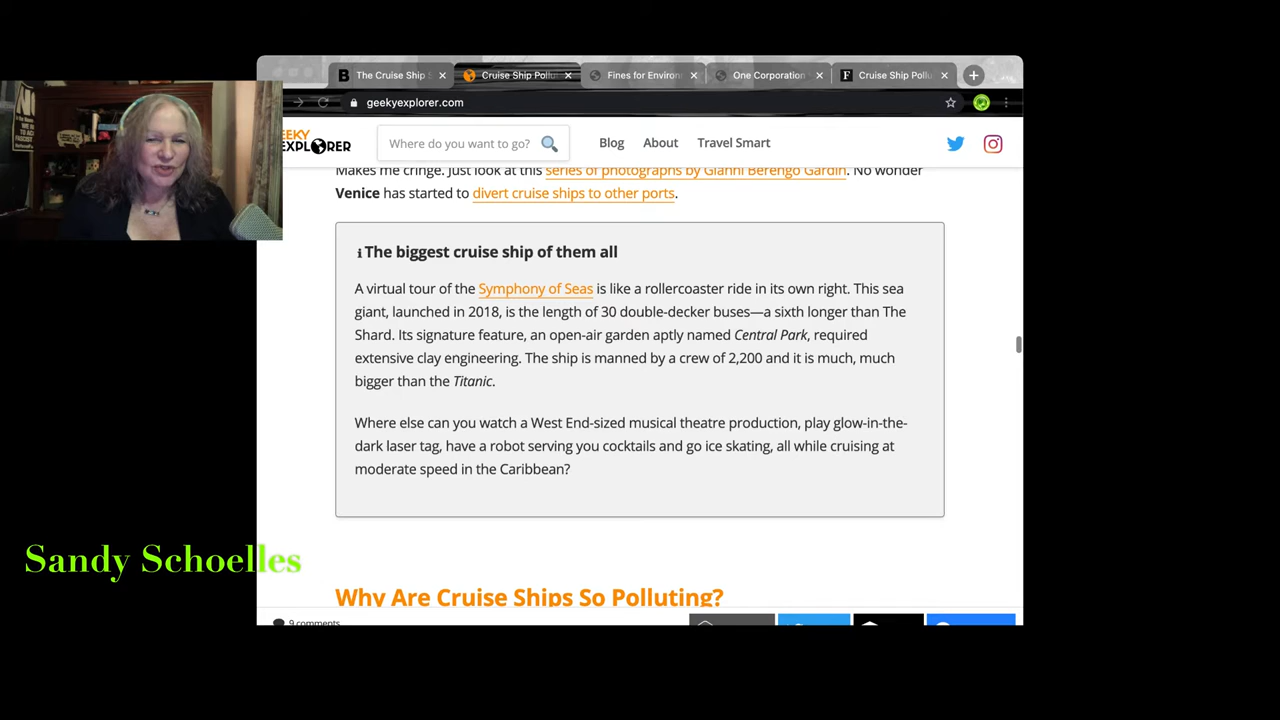 The Cruise Ship S
Cruise Ship Pollu
Fines for Environ
One Corporation
Cruise Ship Pollu
geekyexplorer.com
EEKY
EXPLORER
Where do you want to go?
Blog
About
Travel Smart
Makes me cringe. Just look at this series of photographs by Gianni Berengo Gardin. No wonder
Venice has started to divert cruise ships to other ports.
The biggest cruise ship of them all
A virtual tour of the Symphony of Seas is like a rollercoaster ride in its own right. This sea
giant, launched in 2018, is the length of 30 double-decker buses—a sixth longer than The
Shard. Its signature feature, an open-air garden aptly named Central Park, required
extensive clay engineering. The ship is manned by a crew of 2,200 and it is much, much
bigger than the Titanic.
Where else can you watch a West End-sized musical theatre production, play glow-in-the-
dark laser tag, have a robot serving you cocktails and go ice skating, all while cruising at
moderate speed in the Caribbean?
Sandy Schoelles
Why Are Cruise Ships So Polluting?
9 comments